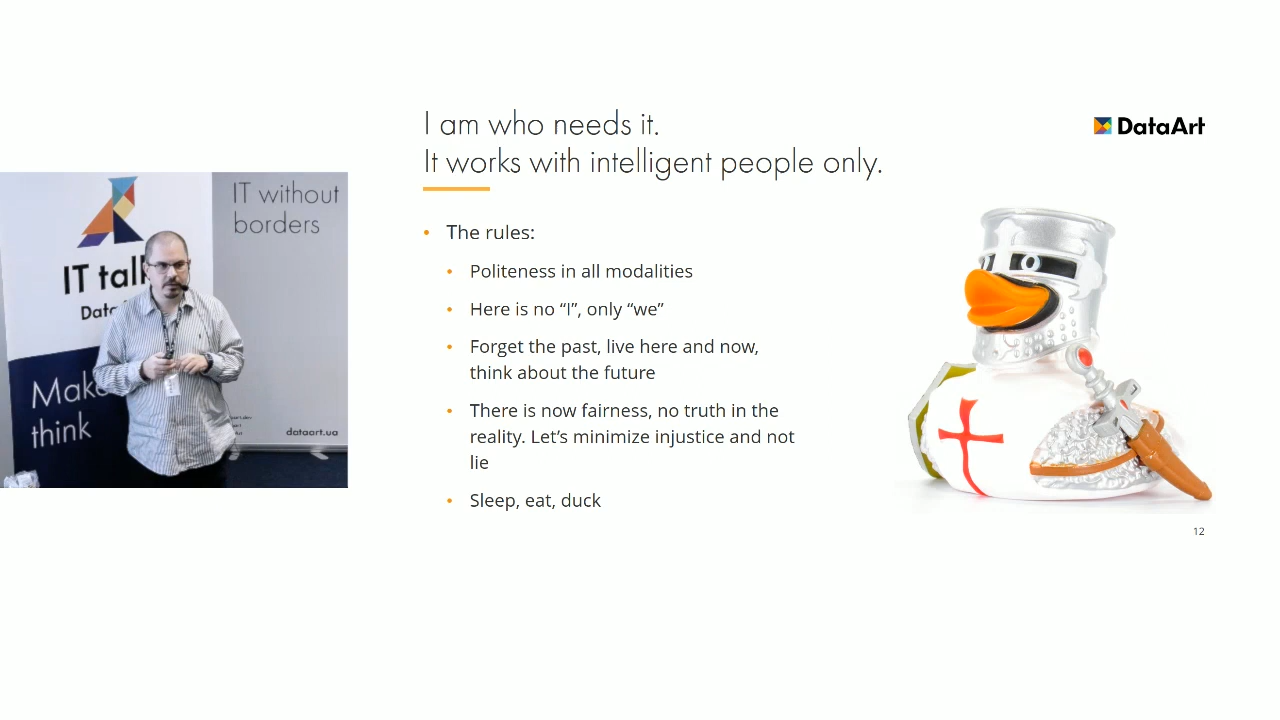 I am who needs it.
It works with intelligent people only.
DataArt
• The rules:
• Politeness in all modalities
• Here is no “I”, only “we”
• Forget the past, live here and now,
think about the future
• There is now fairness, no truth in the
reality. Let’s minimize injustice and not
lie
• Sleep, eat, duck
12
IT without
borders
IT talk
Data
Make
think
dataart.ua